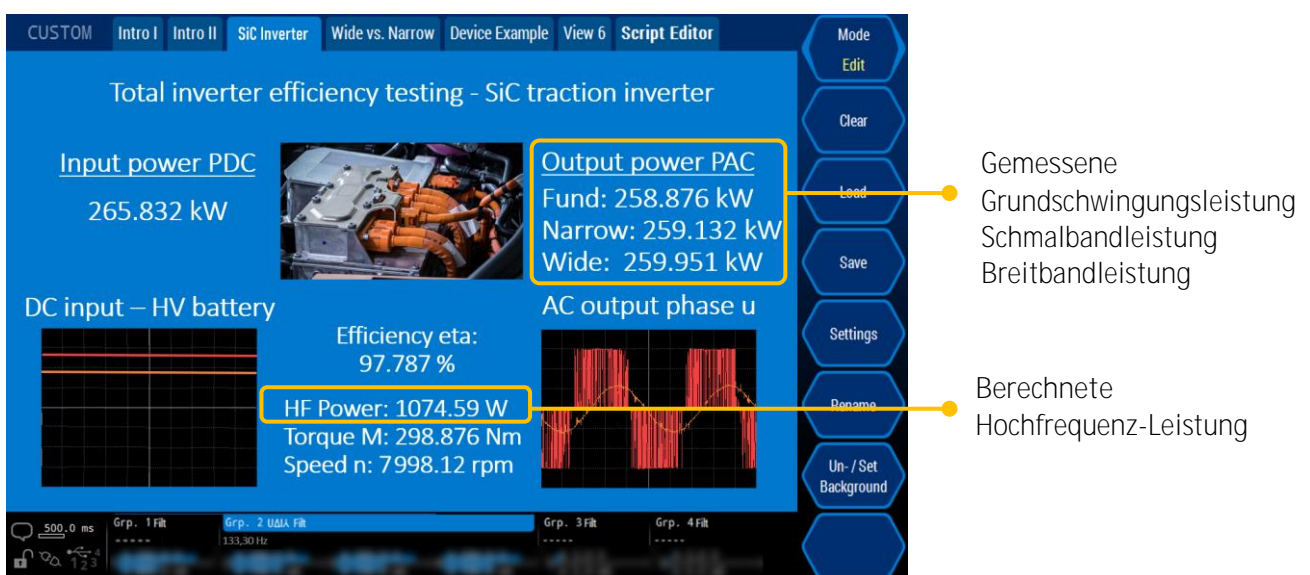 CUSTOM Intro I Intro II SiC Inverter Wide vs. Narrow Device Example View 6 Script Editor
Mode
Edit
Total inverter efficiency testing - SiC traction inverter
Clear
Input power PDC
265.832 kW
Output power PAC
Fund: 258.876 kW
Narrow: 259.132 kW
Wide: 259.951 kW
Load
Save
Gemessene
Grundschwingungsleistung
Schmalbandleistung
Breitbandleistung
DC input – HV battery
AC output phase u
Efficiency eta:
97.787 %
Settings
HF Power: 1074.59 W
Torque M: 298.876 Nm
Speed n: 7998.12 rpm
Rename
Berechnete
Hochfrequenz-Leistung
Un- / Set
Background
500.0 ms
Grp. 1 Filt
-----
Grp. 2 UΔIλ Filt
133,30 Hz
Grp. 3 Filt
-----
Grp. 4 Filt
-----
1 2 3 4